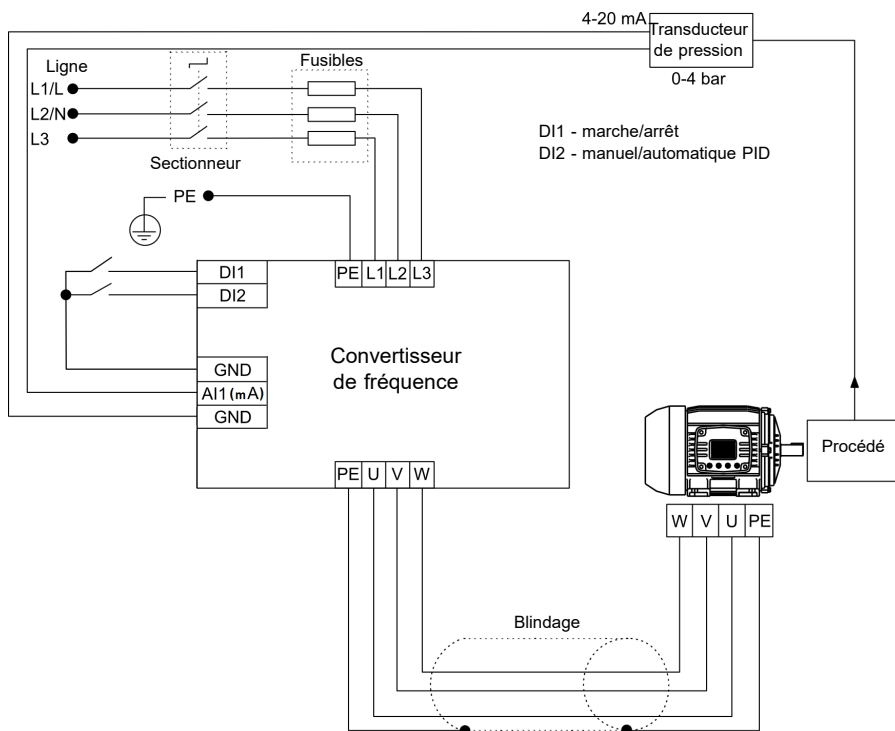 4-20 mA
Transducteur
de pression
0-4 bar
Ligne
Fusibles
L1/L
L2/N
L3
Sectionneur
DI1 - marche/arrêt
DI2 - manuel/automatique PID
PE
PE L1 L2 L3
DI1
DI2
GND
AI1 (mA)
GND
Convertisseur
de fréquence
PE U V W
Procédé
W V U PE
Blindage